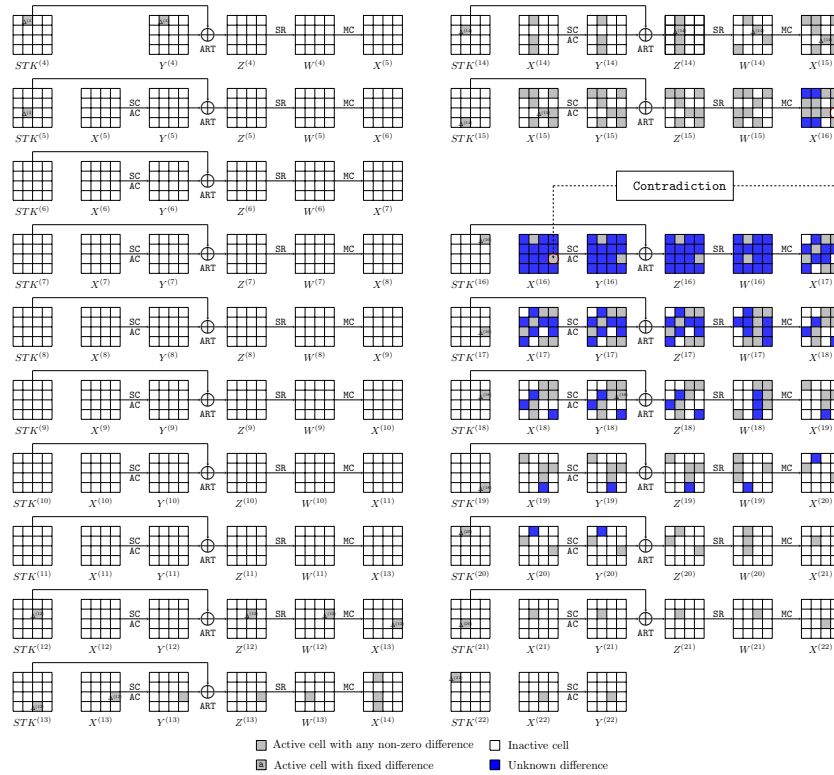 SR MC
ART
STK^(4) Y^(4) Z^(4) W^(4) X^(5)
SC SR MC
AC
ART
STK^(5) X^(5) Y^(5) Z^(5) W^(5) X^(6)
SC SR MC
AC
ART
STK^(6) X^(6) Y^(6) Z^(6) W^(6) X^(7)
SC SR MC
AC
ART
STK^(7) X^(7) Y^(7) Z^(7) W^(7) X^(8)
SC SR MC
AC
ART
STK^(8) X^(8) Y^(8) Z^(8) W^(8) X^(9)
SC SR MC
AC
ART
STK^(9) X^(9) Y^(9) Z^(9) W^(9) X^(10)
SC SR MC
AC
ART
STK^(10) X^(10) Y^(10) Z^(10) W^(10) X^(11)
SC SR MC
AC
ART
STK^(11) X^(11) Y^(11) Z^(11) W^(11) X^(13)
SC SR MC
AC
ART
STK^(12) X^(12) Y^(12) Z^(12) W^(12) X^(13)
SC SR MC
AC
ART
STK^(13) X^(13) Y^(13) Z^(13) W^(13) X^(14)
SC SR MC
AC
ART
STK^(14) X^(14) Y^(14) Z^(14) W^(14) X^(15)
SC SR MC
AC
ART
STK^(15) X^(15) Y^(15) Z^(15) W^(15) X^(16)
Contradiction
SC SR MC
AC
ART
STK^(16) X^(16) Y^(16) Z^(16) W^(16) X^(17)
SC SR MC
AC
ART
STK^(17) X^(17) Y^(17) Z^(17) W^(17) X^(18)
SC SR MC
AC
ART
STK^(18) X^(18) Y^(18) Z^(18) W^(18) X^(19)
SC SR MC
AC
ART
STK^(19) X^(19) Y^(19) Z^(19) W^(19) X^(20)
SC SR MC
AC
ART
STK^(20) X^(20) Y^(20) Z^(20) W^(20) X^(21)
SC SR MC
AC
ART
STK^(21) X^(21) Y^(21) Z^(21) W^(21) X^(22)
SC
AC
STK^(22) X^(22) Y^(22)
Active cell with any non-zero difference Inactive cell
a Active cell with fixed difference Unknown difference